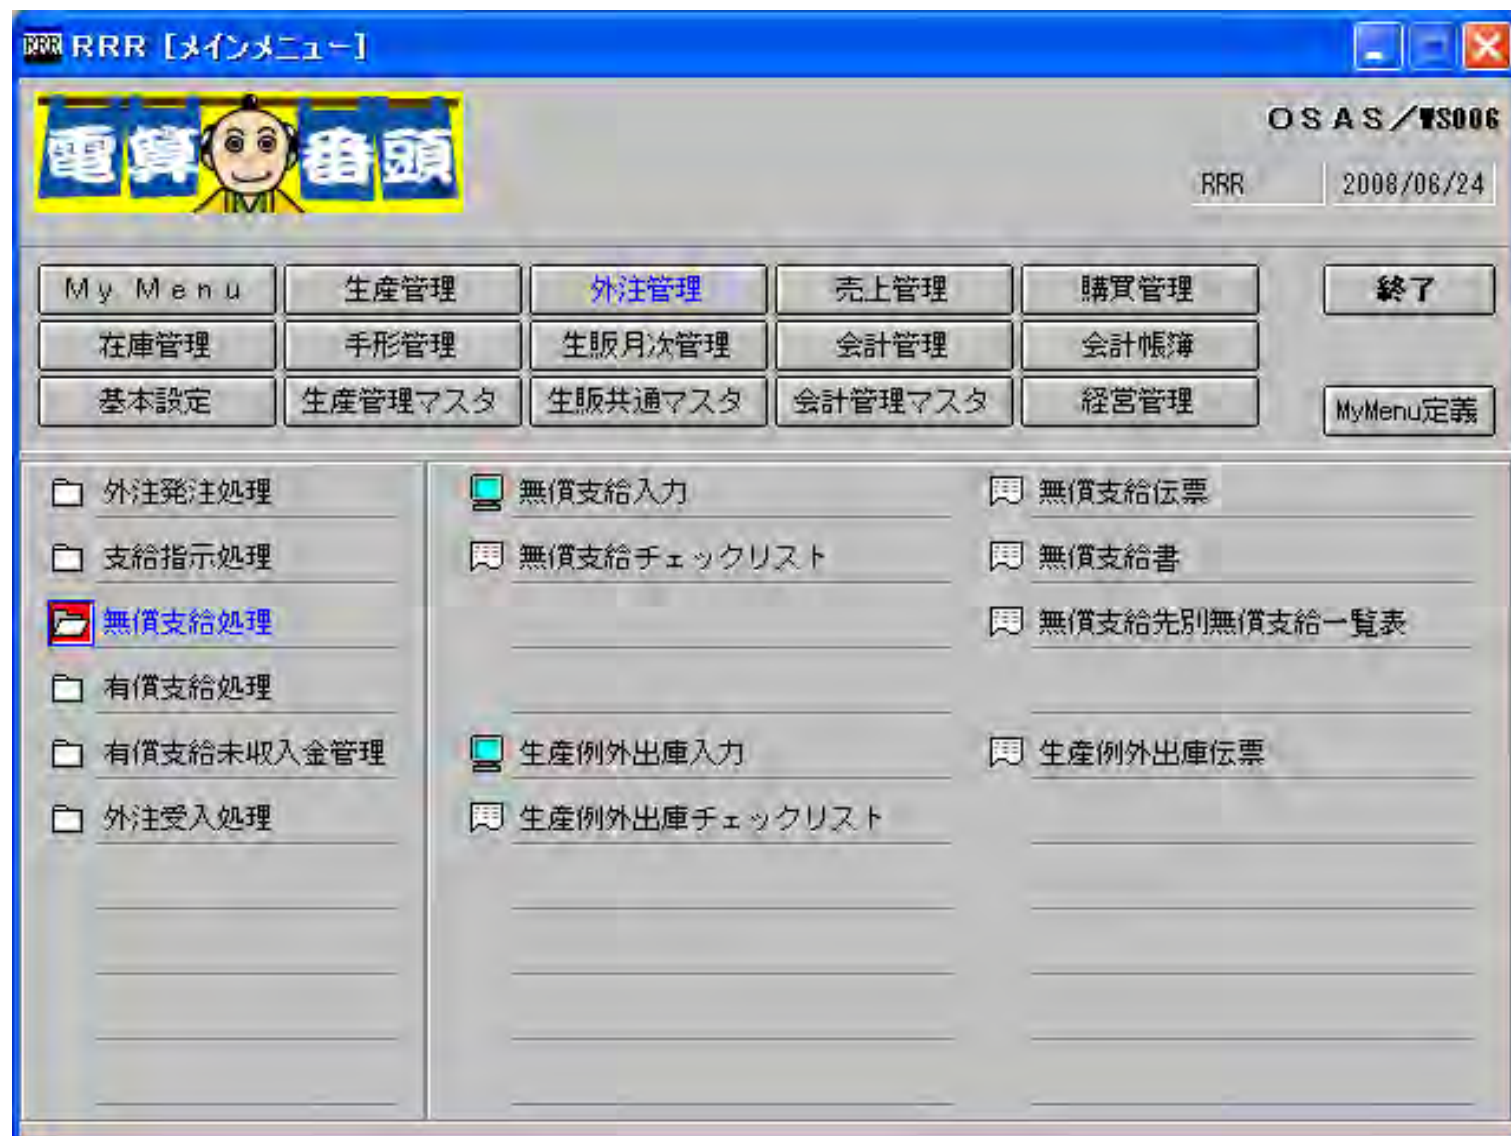 RRR RRR [メインメニュー]
電算番頭
OSAS/WS006
RRR 2008/06/24
My Menu 生産管理 外注管理 売上管理 購買管理 終了
在庫管理 手形管理 生販月次管理 会計管理 会計帳簿
基本設定 生産管理マスタ 生販共通マスタ 会計管理マスタ 経営管理 MyMenu定義
外注発注処理 無償支給入力 無償支給伝票
支給指示処理 無償支給チェックリスト 無償支給書
無償支給処理 無償支給先別無償支給一覧表
有償支給処理
有償支給未収入金管理 生産例外出庫入力 生産例外出庫伝票
外注受入処理 生産例外出庫チェックリスト